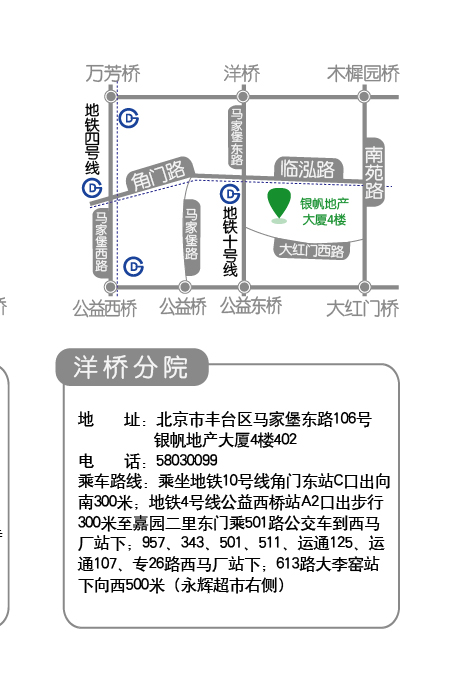 万芳桥
洋桥
木樨园桥
地铁四号线
马家堡东路
角门路
临泓路
南苑路
银帆地产
大厦4楼
马家堡西路
马家堡路
地铁十号线
大红门西路
公益西桥
公益桥
公益东桥
大红门桥
桥
洋桥分院
地 址：北京市丰台区马家堡东路106号
银帆地产大厦4楼402
电 话：58030099
乘车路线：乘坐地铁10号线角门东站C口出向
南300米；地铁4号线公益西桥站A2口出步行
300米至嘉园二里东门乘501路公交车到西马
厂站下；957、343、501、511、运通125、运
通107、专26路西马厂站下；613路大李窑站
下向西500米（永辉超市右侧）